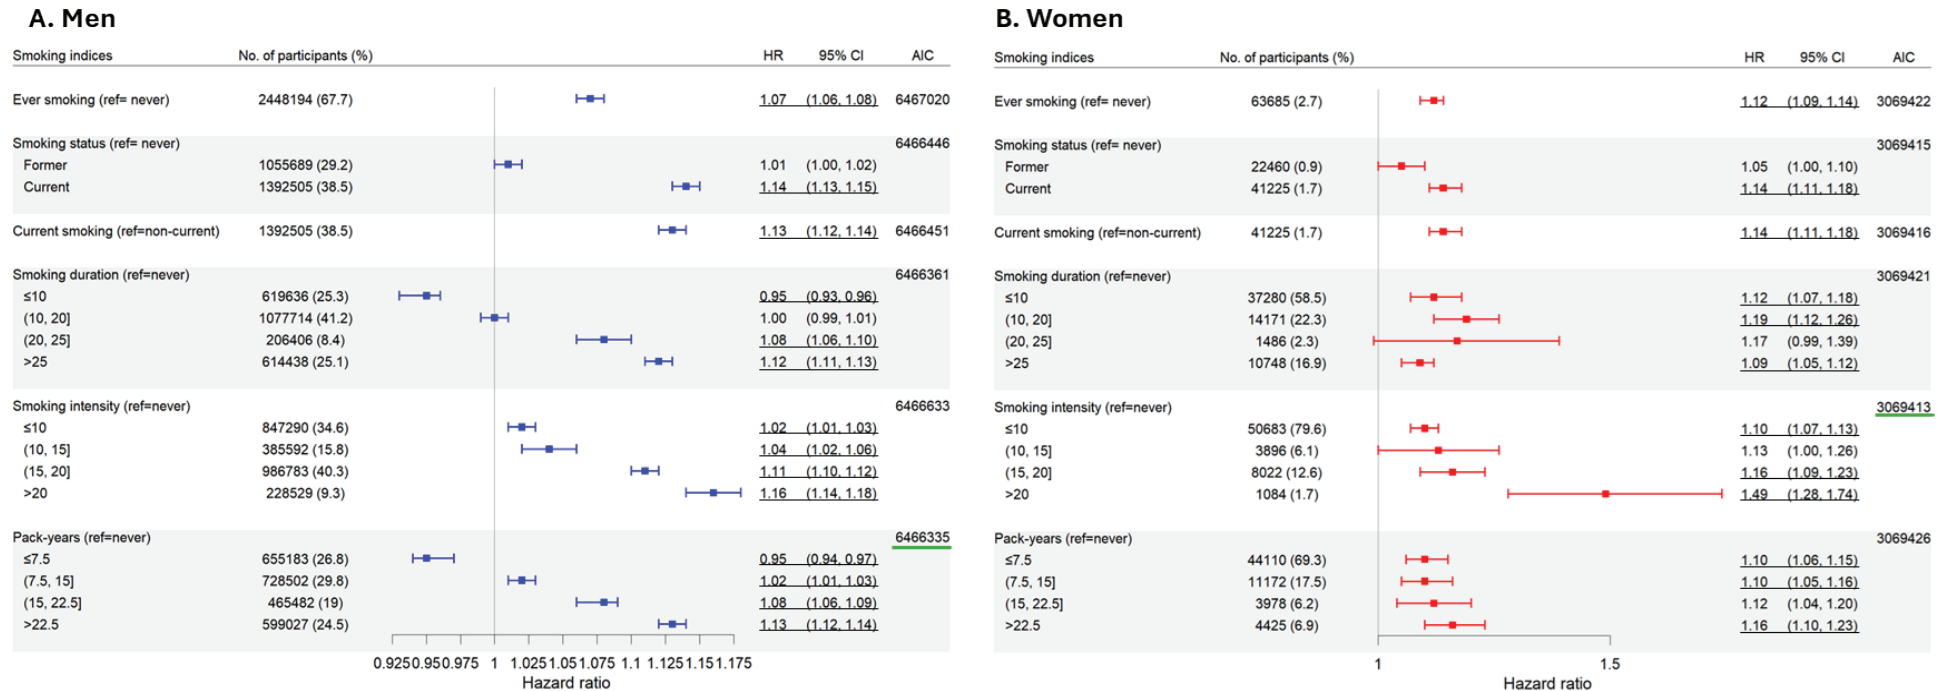 A. Men
Smoking indices No. of participants (%) HR 95% CI AIC
Ever smoking (ref= never) 2448194 (67.7) 1.07 (1.06, 1.08) 6467020
Smoking status (ref= never) 6466446
Former 1055689 (29.2) 1.01 (1.00, 1.02)
Current 1392505 (38.5) 1.14 (1.13, 1.15)
Current smoking (ref=non-current) 1392505 (38.5) 1.13 (1.12, 1.14) 6466451
Smoking duration (ref=never) 6466361
≤10 619636 (25.3) 0.95 (0.93, 0.96)
(10, 20] 1077714 (41.2) 1.00 (0.99, 1.01)
(20, 25] 206406 (8.4) 1.08 (1.06, 1.10)
>25 614438 (25.1) 1.12 (1.11, 1.13)
Smoking intensity (ref=never) 6466633
≤10 847290 (34.6) 1.02 (1.01, 1.03)
(10, 15] 385592 (15.8) 1.04 (1.02, 1.06)
(15, 20] 986783 (40.3) 1.11 (1.10, 1.12)
>20 228529 (9.3) 1.16 (1.14, 1.18)
Pack-years (ref=never) 6466335
≤7.5 655183 (26.8) 0.95 (0.94, 0.97)
(7.5, 15] 728502 (29.8) 1.02 (1.01, 1.03)
(15, 22.5] 465482 (19) 1.08 (1.06, 1.09)
>22.5 599027 (24.5) 1.13 (1.12, 1.14)
0.925 0.95 0.975 1 1.025 1.05 1.075 1.1 1.125 1.15 1.175
Hazard ratio
B. Women
Smoking indices No. of participants (%) HR 95% CI AIC
Ever smoking (ref= never) 63685 (2.7) 1.12 (1.09, 1.14) 3069422
Smoking status (ref= never) 3069415
Former 22460 (0.9) 1.05 (1.00, 1.10)
Current 41225 (1.7) 1.14 (1.11, 1.18)
Current smoking (ref=non-current) 41225 (1.7) 1.14 (1.11, 1.18) 3069416
Smoking duration (ref=never) 3069421
≤10 37280 (58.5) 1.12 (1.07, 1.18)
(10, 20] 14171 (22.3) 1.19 (1.12, 1.26)
(20, 25] 1486 (2.3) 1.17 (0.99, 1.39)
>25 10748 (16.9) 1.09 (1.05, 1.12)
Smoking intensity (ref=never) 3069413
≤10 50683 (79.6) 1.10 (1.07, 1.13)
(10, 15] 3896 (6.1) 1.13 (1.00, 1.26)
(15, 20] 8022 (12.6) 1.16 (1.09, 1.23)
>20 1084 (1.7) 1.49 (1.28, 1.74)
Pack-years (ref=never) 3069426
≤7.5 44110 (69.3) 1.10 (1.06, 1.15)
(7.5, 15] 11172 (17.5) 1.10 (1.05, 1.16)
(15, 22.5] 3978 (6.2) 1.12 (1.04, 1.20)
>22.5 4425 (6.9) 1.16 (1.10, 1.23)
1 1.5
Hazard ratio